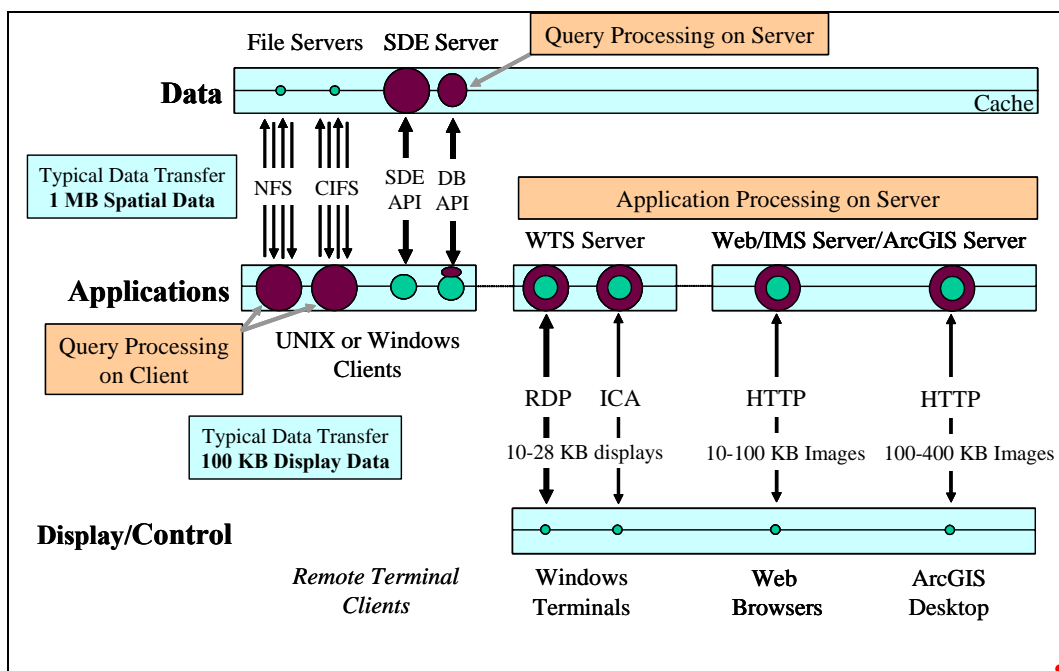 File Servers
SDE Server
Query Processing on Server
Data
Cache
Typical Data Transfer
1 MB Spatial Data
NFS
CIFS
SDE
API
DB
API
Application Processing on Server
WTS Server
Web/IMS Server/ArcGIS Server
Applications
Query Processing
on Client
UNIX or Windows
Clients
RDP
ICA
HTTP
HTTP
Typical Data Transfer
100 KB Display Data
10-28 KB displays
10-100 KB Images
100-400 KB Images
Display/Control
Remote Terminal
Clients
Windows
Terminals
Web
Browsers
ArcGIS
Desktop